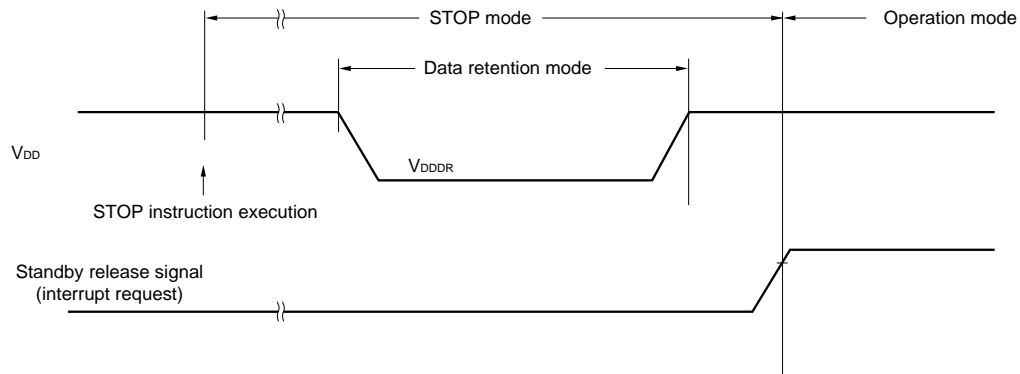 STOP mode
Operation mode
Data retention mode
VDD
VDDDR
STOP instruction execution
Standby release signal
(interrupt request)